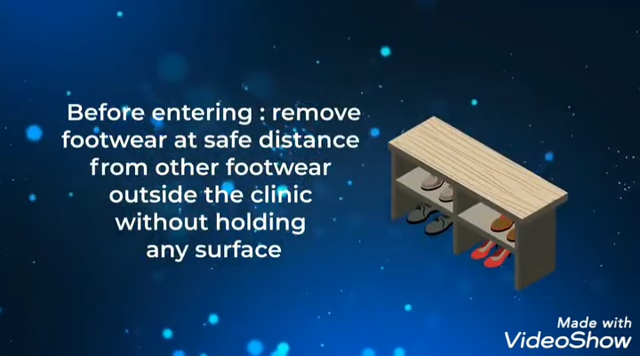 Before entering : remove
footwear at safe distance
from other footwear
outside the clinic
without holding
any surface
Made with
VideoShow